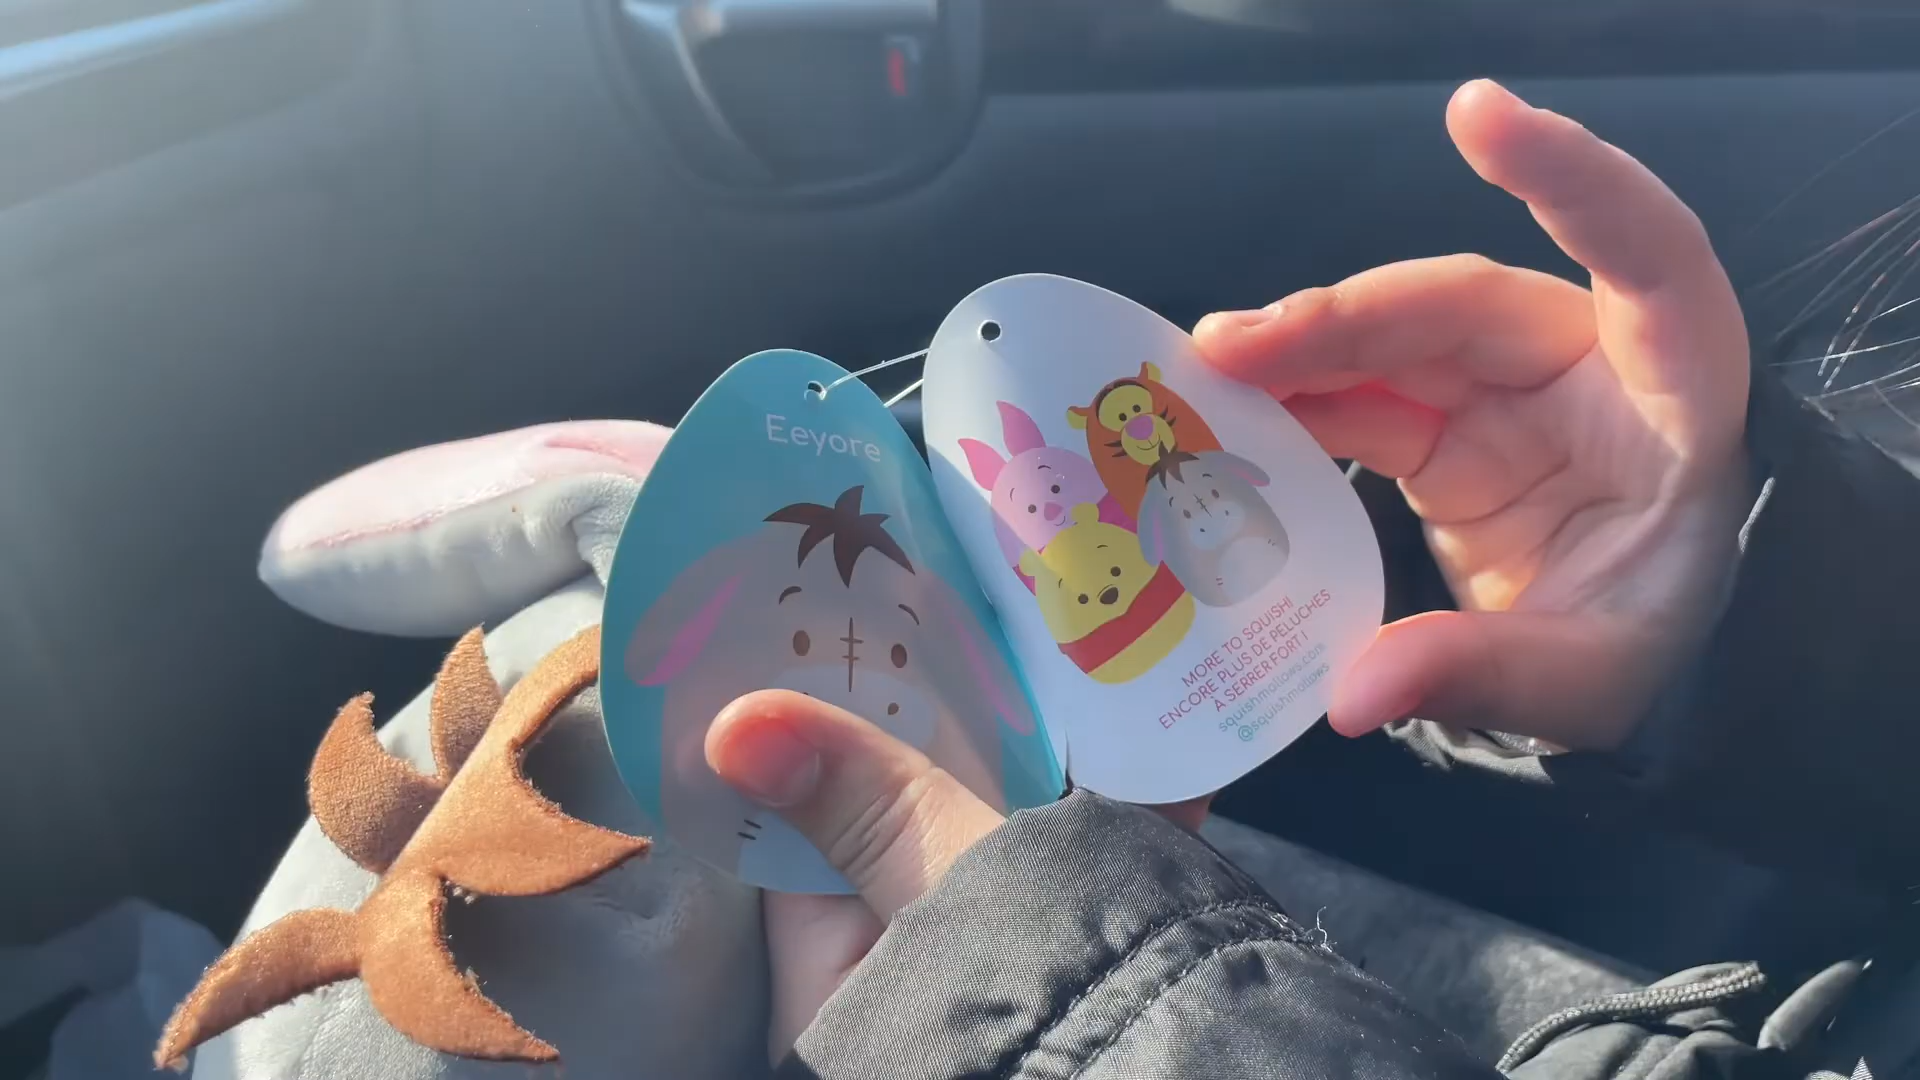 Eeyore
MORE TO SQUISH!
ENCORE PLUS DE PELUCHES
À SERRER FORT !
squishmallows.com
@squishmallows